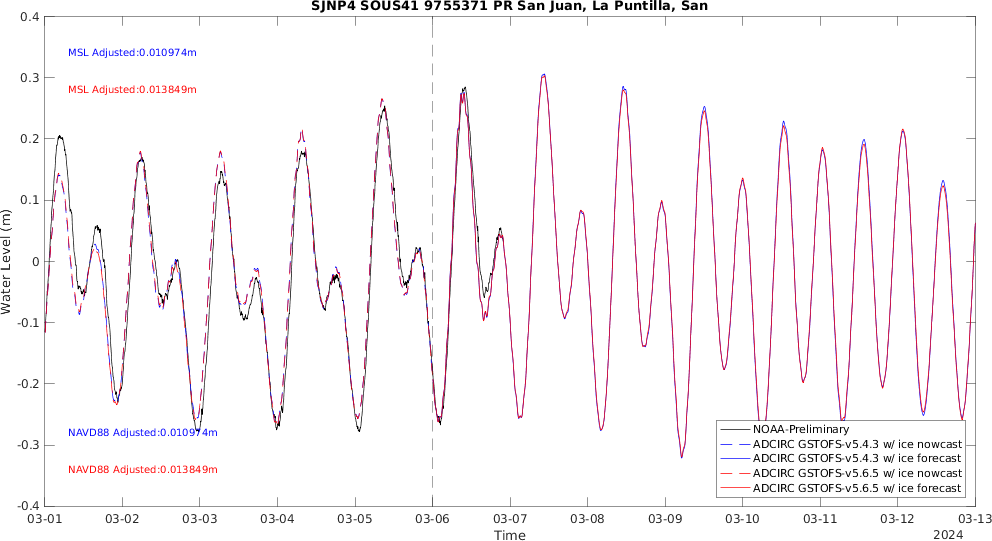 SJNP4 SOUS41 9755371 PR San Juan, La Puntilla, San
0.4
0.3
0.2
0.1
0
-0.1
-0.2
-0.3
-0.4
Water Level (m)
MSL Adjusted:0.010974m
MSL Adjusted:0.013849m
NAVD88 Adjusted:0.010974m
NAVD88 Adjusted:0.013849m
NOAA-Preliminary
ADCIRC GSTOFS-v5.4.3 w/ ice nowcast
ADCIRC GSTOFS-v5.4.3 w/ ice forecast
ADCIRC GSTOFS-v5.6.5 w/ ice nowcast
ADCIRC GSTOFS-v5.6.5 w/ ice forecast
03-01 03-02 03-03 03-04 03-05 03-06 03-07 03-08 03-09 03-10 03-11 03-12 03-13
Time
2024